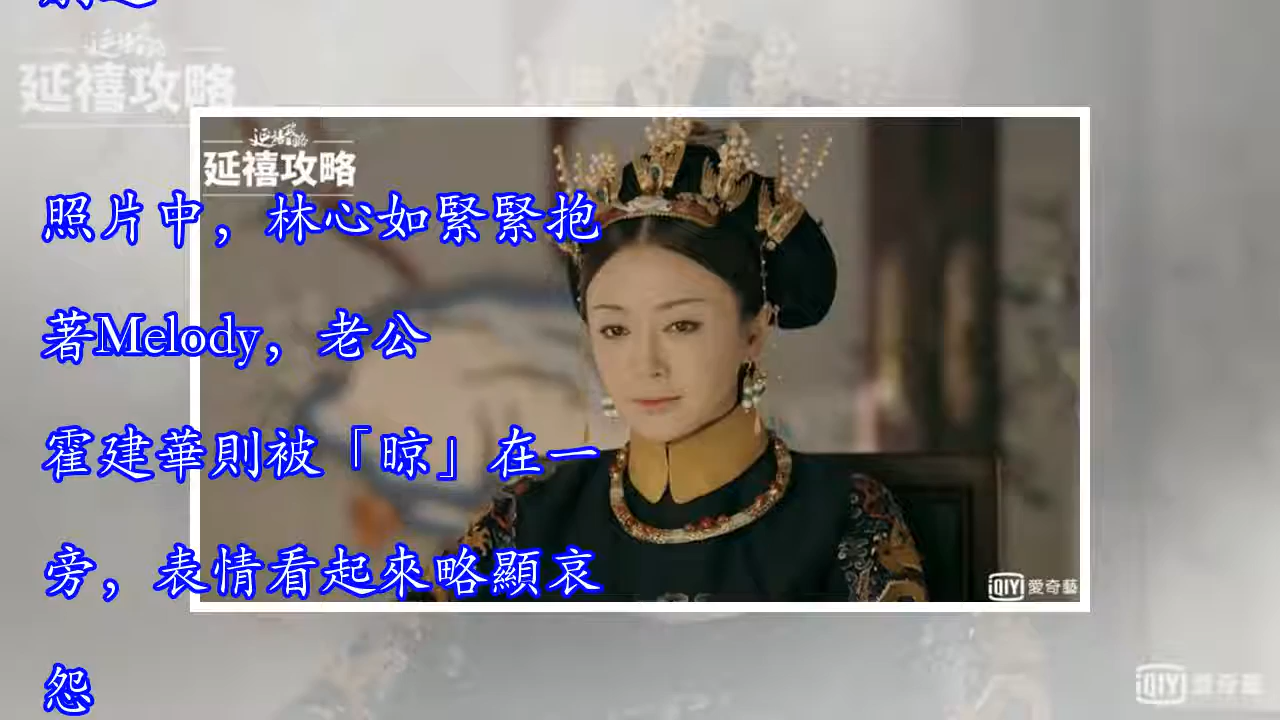 延禧攻略
延禧攻略
照片中，林心如緊緊抱
著Melody，老公
霍建華則被「晾」在一
旁，表情看起來略顯哀
怨
iQIYI 愛奇藝
iQIYI 愛奇藝